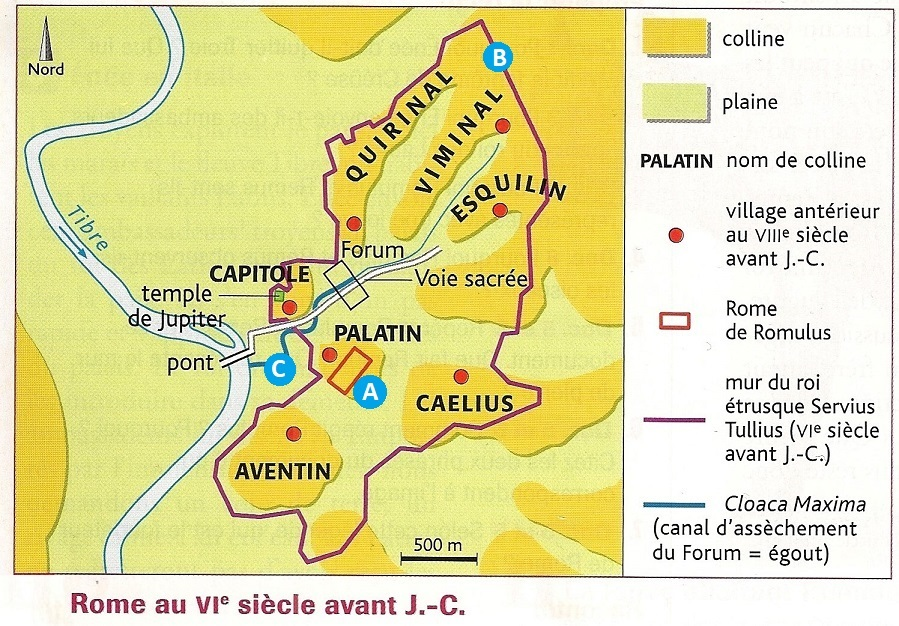 Nord
Tibre
QUIRINAL
VIMINAL
ESQUILIN
B
Forum
CAPITOLE
Voie sacrée
temple
de Jupiter
PALATIN
pont
C
A
CAELIUS
AVENTIN
500 m
colline
plaine
PALATIN nom de colline
village antérieur
au VIIIe siècle
avant J.-C.
Rome
de Romulus
mur du roi
étrusque Servius
Tullius (VIe siècle
avant J.-C.)
Cloaca Maxima
(canal d'assèchement
du Forum = égout)
Rome au VIe siècle avant J.-C.